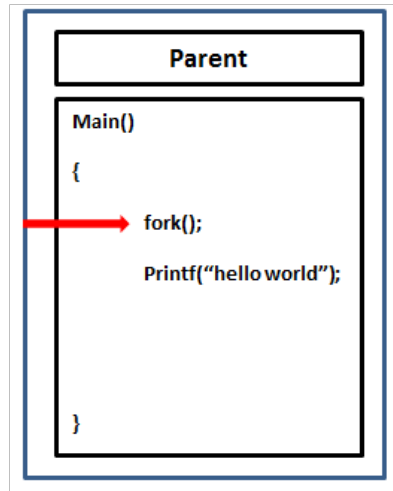 Parent
Main()
{
fork();
Printf(“hello world”);
}